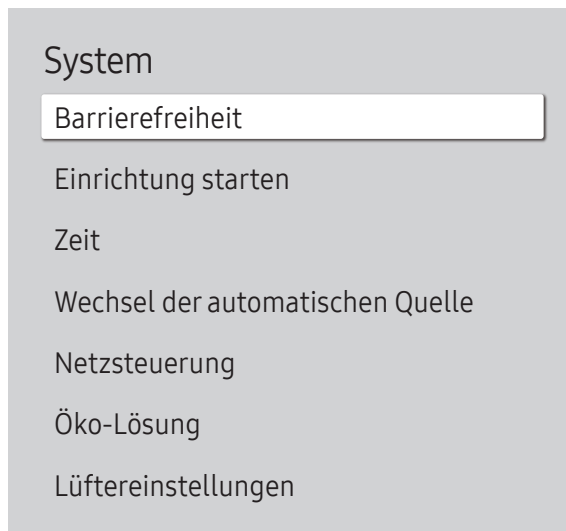 System
Barrierefreiheit
Einrichtung starten
Zeit
Wechsel der automatischen Quelle
Netzsteuerung
Öko-Lösung
Lüftereinstellungen